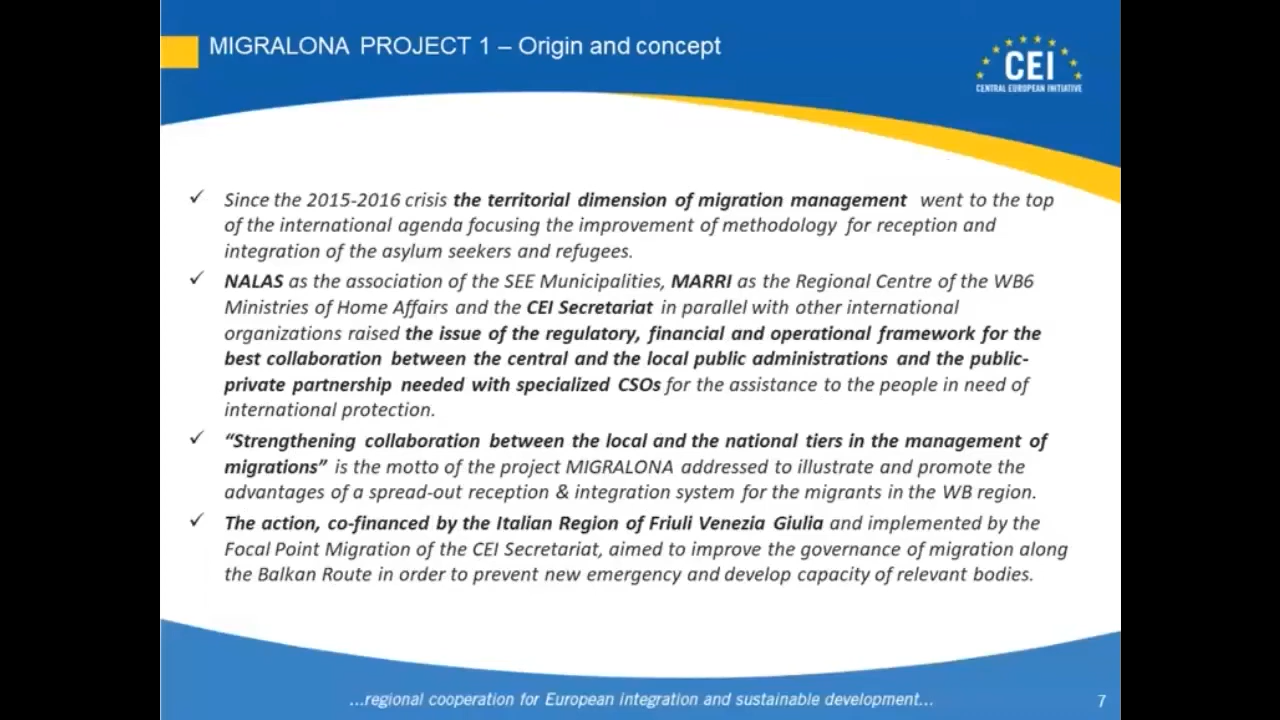 MIGRALONA PROJECT 1 – Origin and concept
CEI
CENTRAL EUROPEAN INITIATIVE
✓ Since the 2015-2016 crisis the territorial dimension of migration management went to the top
of the international agenda focusing the improvement of methodology for reception and
integration of the asylum seekers and refugees.
✓ NALAS as the association of the SEE Municipalities, MARRI as the Regional Centre of the WB6
Ministries of Home Affairs and the CEI Secretariat in parallel with other international
organizations raised the issue of the regulatory, financial and operational framework for the
best collaboration between the central and the local public administrations and the public-
private partnership needed with specialized CSOs for the assistance to the people in need of
international protection.
✓ “Strengthening collaboration between the local and the national tiers in the management of
migrations” is the motto of the project MIGRALONA addressed to illustrate and promote the
advantages of a spread-out reception & integration system for the migrants in the WB region.
✓ The action, co-financed by the Italian Region of Friuli Venezia Giulia and implemented by the
Focal Point Migration of the CEI Secretariat, aimed to improve the governance of migration along
the Balkan Route in order to prevent new emergency and develop capacity of relevant bodies.
...regional cooperation for European integration and sustainable development...
7